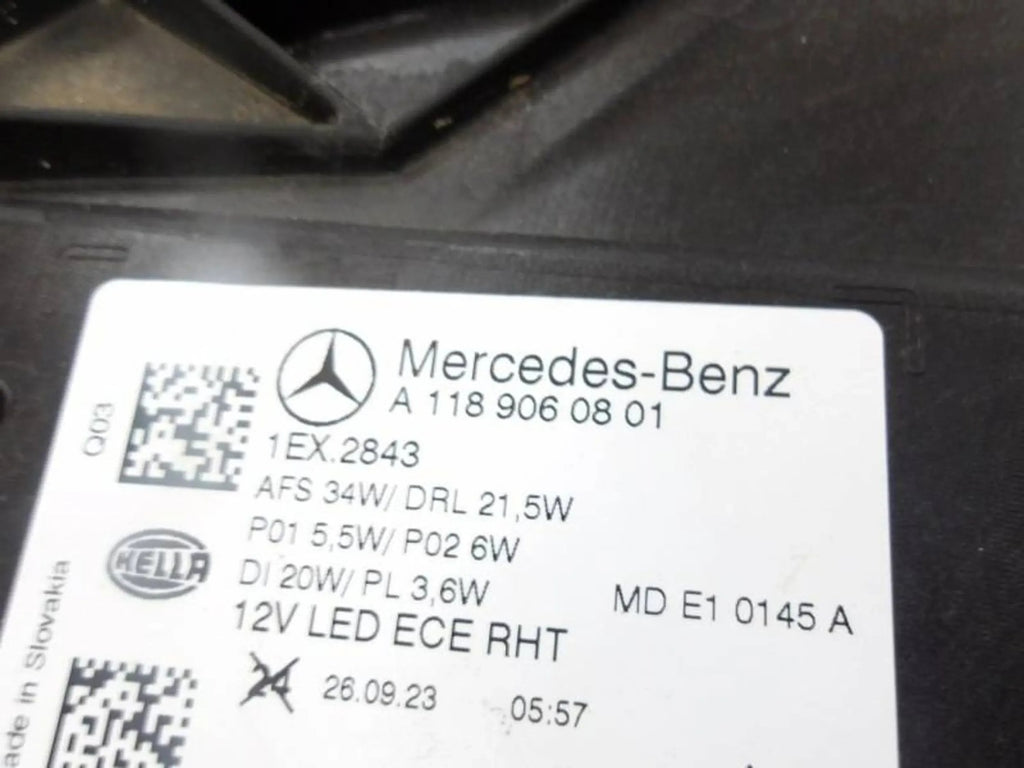 Mercedes-Benz
A 118 906 08 01
Q03
1EX.2843
AFS 34W/ DRL 21,5W
P01 5,5W/ P02 6W
HELLA
DI 20W/ PL 3,6W
MD E1 0145 A
12V LED ECE RHT
24 26.09.23 05:57
ade in Slovakia